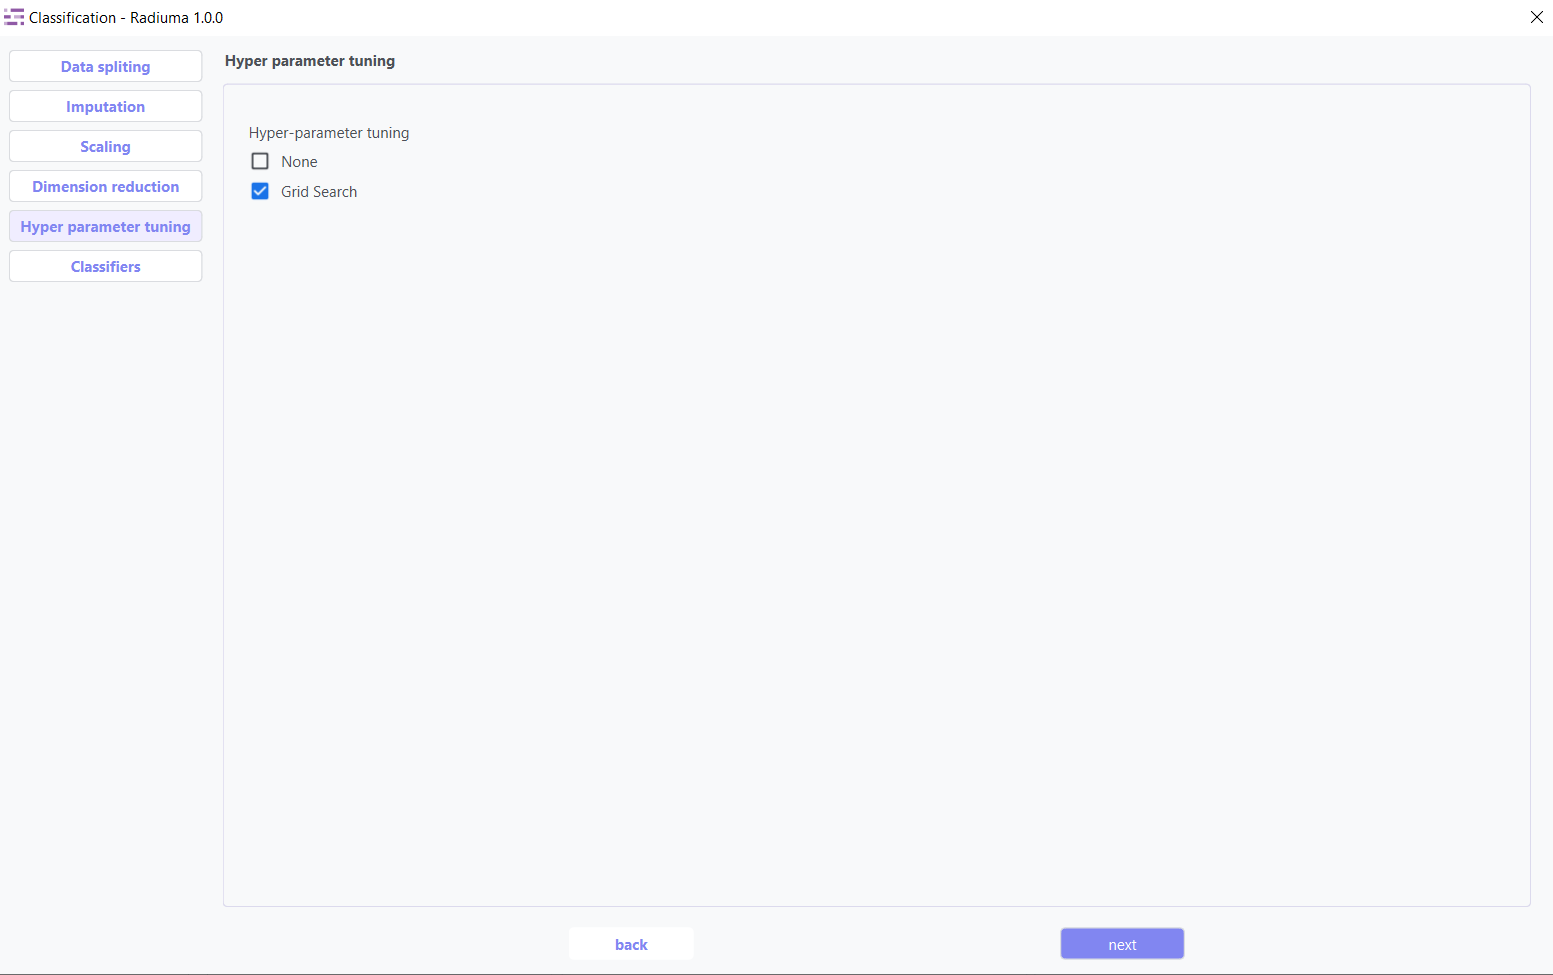 Classification - Radiuma 1.0.0
Data spliting
Imputation
Scaling
Dimension reduction
Hyper parameter tuning
Classifiers
Hyper parameter tuning
Hyper-parameter tuning
None
Grid Search
back
next